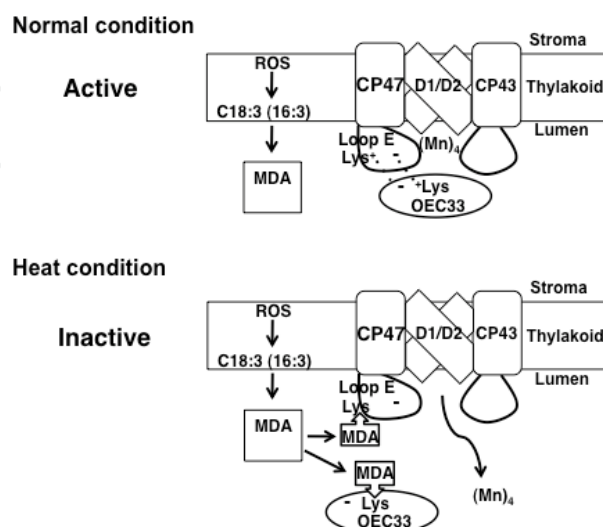 Normal condition
Active
ROS
C18:3 (16:3)
MDA
CP47
D1/D2
CP43
Stroma
Thylakoid
Lumen
Loop E
Lys+
-
(Mn)4
- +Lys
OEC33
Heat condition
Inactive
ROS
C18:3 (16:3)
MDA
CP47
D1/D2
CP43
Stroma
Thylakoid
Lumen
Loop E
Lys
-
MDA
MDA
- Lys
OEC33
(Mn)4